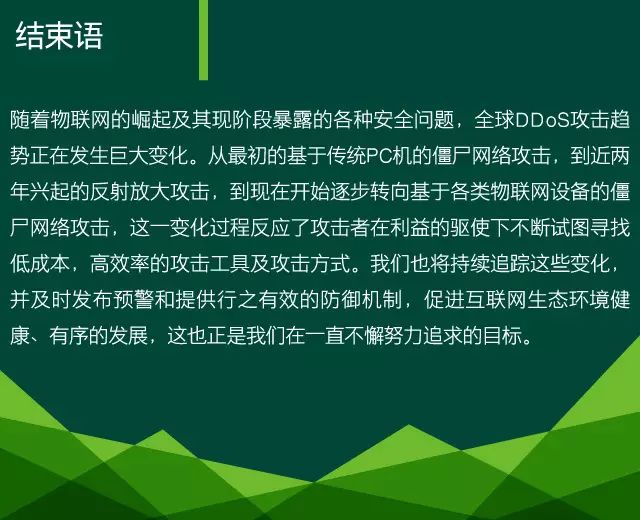 结束语
随着物联网的崛起及其现阶段暴露的各种安全问题，全球DDoS攻击趋
势正在发生巨大变化。从最初的基于传统PC机的僵尸网络攻击，到近两
年兴起的反射放大攻击，到现在开始逐步转向基于各类物联网设备的僵
尸网络攻击，这一变化过程反应了攻击者在利益的驱使下不断试图寻找
低成本，高效率的攻击工具及攻击方式。我们也将持续追踪这些变化，
并及时发布预警和提供行之有效的防御机制，促进互联网生态环境健
康、有序的发展，这也正是我们在一直不懈努力追求的目标。